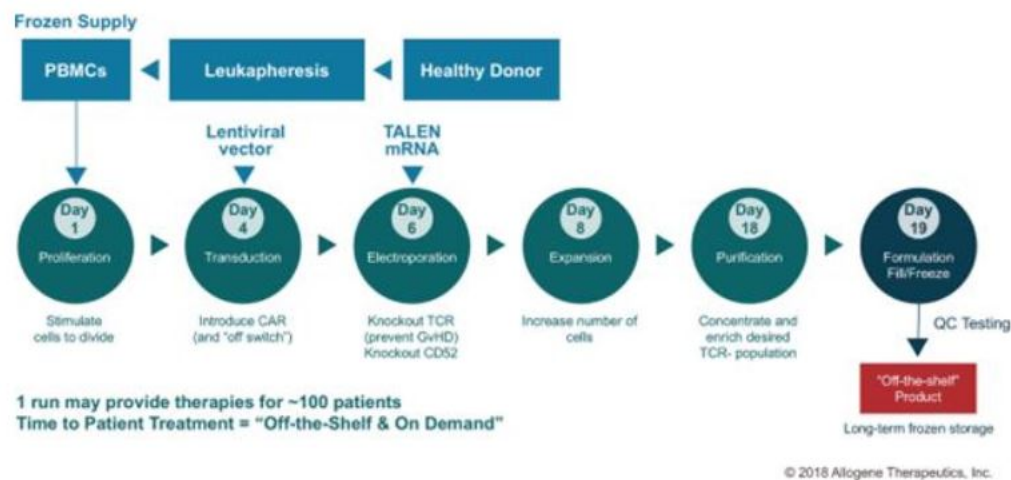 Frozen Supply
PBMCs
Leukapheresis
Healthy Donor
Lentiviral
vector
TALEN
mRNA
Day
1
Proliferation
Day
4
Transduction
Day
6
Electroporation
Day
8
Expansion
Day
18
Purification
Day
19
Formulation
Fill/Freeze
Stimulate
cells to divide
Introduce CAR
(and "off switch")
Knockout TCR
(prevent GvHD)
Knockout CD52
Increase number of
cells
Concentrate and
enrich desired
TCR- population
QC Testing
"Off-the-shelf"
Product
Long-term frozen storage
1 run may provide therapies for ~100 patients
Time to Patient Treatment = "Off-the-Shelf & On Demand"
© 2018 Allogene Therapeutics, Inc.